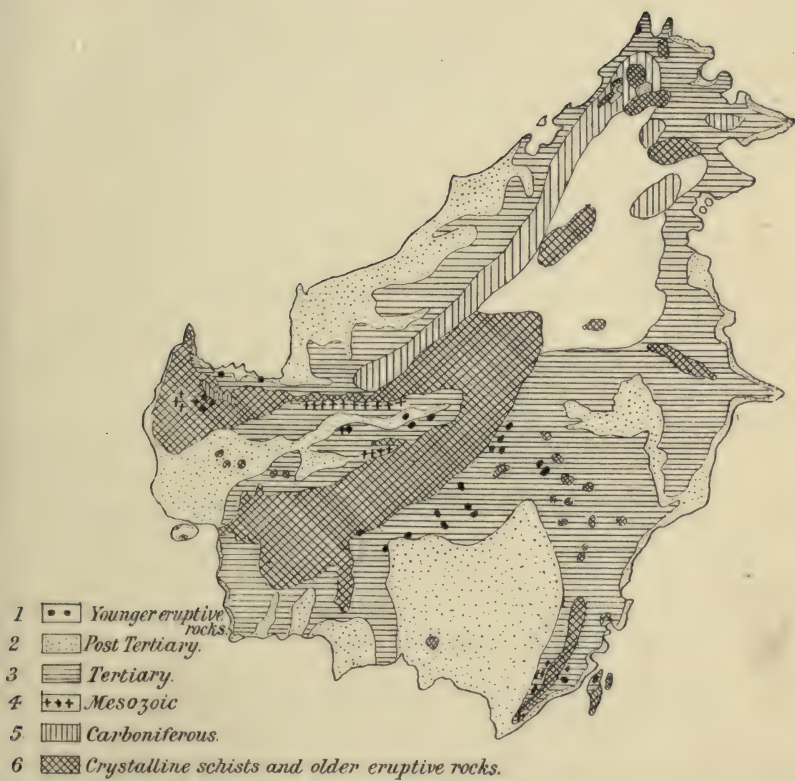 1 Younger eruptive
rocks.
2 Post Tertiary.
3 Tertiary.
4 Mesozoic
5 Carboniferous.
6 Crystalline schists and older eruptive rocks.